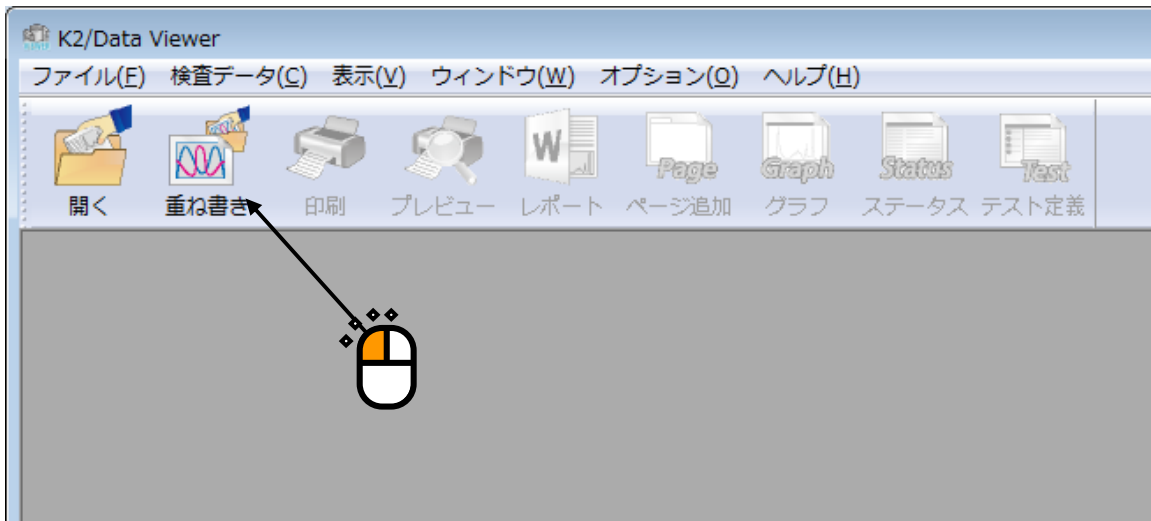 K2/Data Viewer
ファイル(F) 検査データ(C) 表示(V) ウィンドウ(W) オプション(O) ヘルプ(H)
W Page Graph Status Test
開く 重ね書き 印刷 プレビュー レポート ページ追加 グラフ ステータス テスト定義